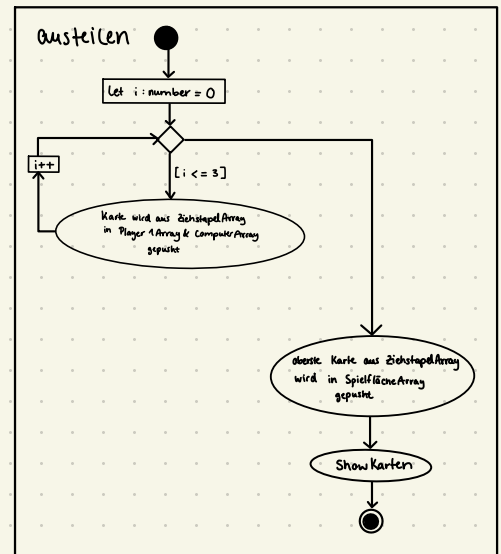 austeilen
let i : number = 0
[i <= 3]
i++
Karte wird aus ZiehstapelArray
in Player 1 Array & ComputerArray
gepusht
oberste Karte aus ZiehstapelArray
wird in SpielflächeArray
gepusht
Show Karten